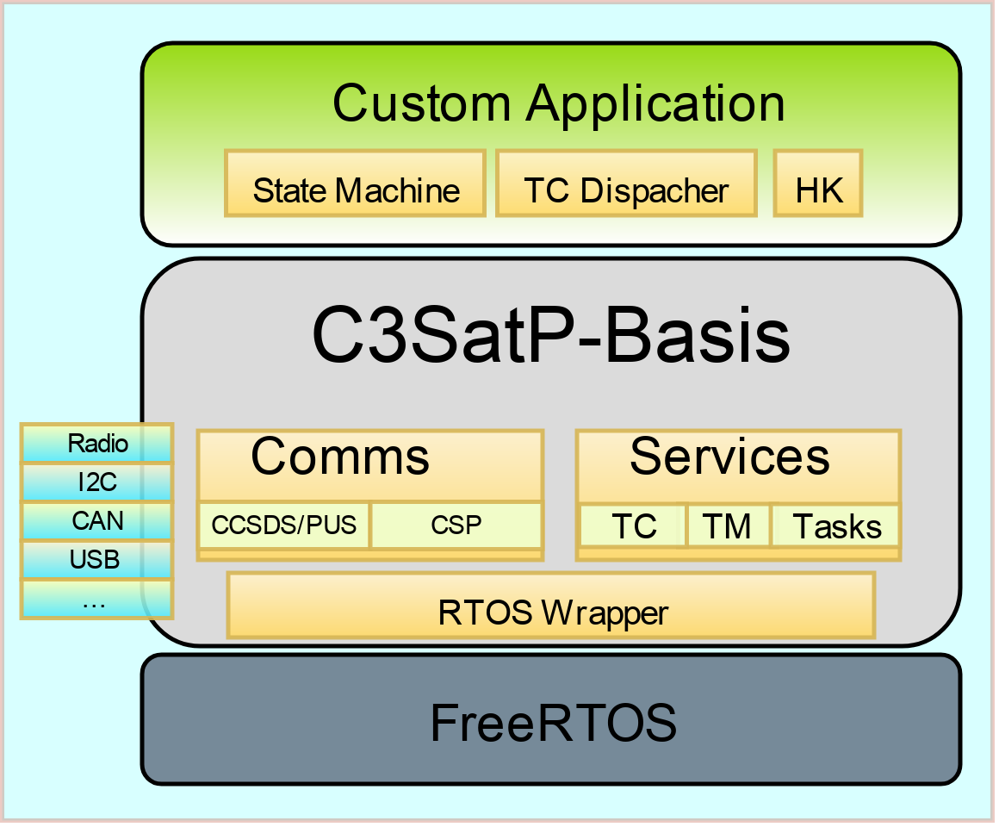 Custom Application
State Machine
TC Dispacher
HK
C3SatP-Basis
Radio
I2C
CAN
USB
...
Comms
CCSDS/PUS
CSP
Services
TC
TM
Tasks
RTOS Wrapper
FreeRTOS